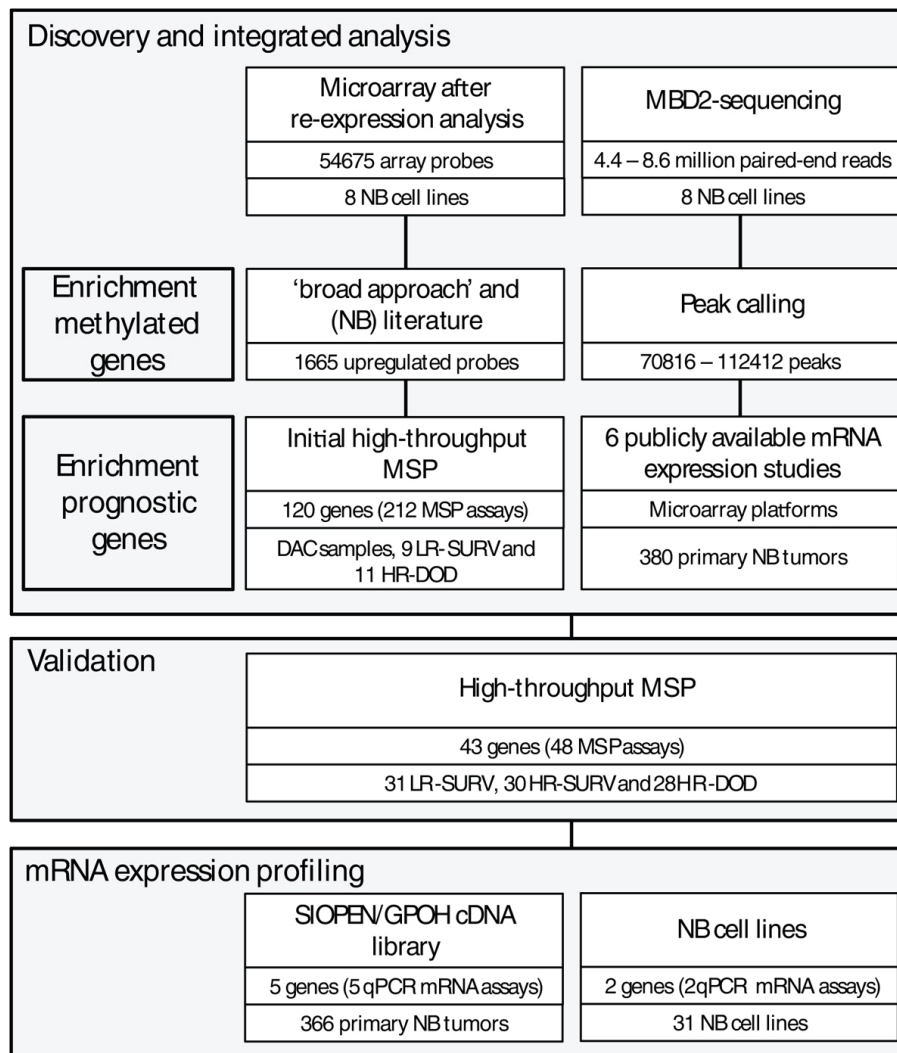 Discovery and integrated analysis
Microarray after
re-expression analysis
54675 array probes
8 NB cell lines
MBD2-sequencing
4.4 – 8.6 million paired-end reads
8 NB cell lines
Enrichment
methylated
genes
‘broad approach’ and
(NB) literature
1665 upregulated probes
Peak calling
70816 – 112412 peaks
Enrichment
prognostic
genes
Initial high-throughput
MSP
120 genes (212 MSP assays)
DAC samples, 9 LR-SURV and
11 HR-DOD
6 publicly available mRNA
expression studies
Microarray platforms
380 primary NB tumors
Validation
High-throughput MSP
43 genes (48 MSP assays)
31 LR-SURV, 30 HR-SURV and 28 HR-DOD
mRNA expression profiling
SIOPEN/GPOH cDNA
library
5 genes (5 qPCR mRNA assays)
366 primary NB tumors
NB cell lines
2 genes (2 qPCR mRNA assays)
31 NB cell lines